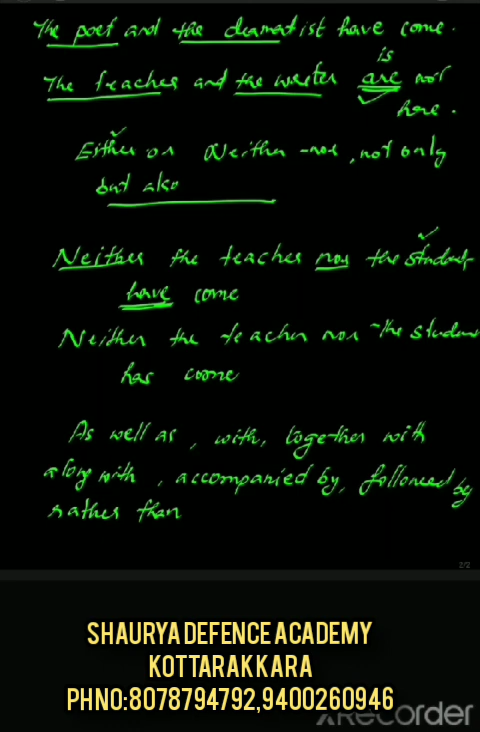 The poet and the dramatist have come.
is
The teacher and the writer are not
here.
Either or Neither - nor, not only
but also
Neither the teacher nor the student
have come
Neither the teacher nor the student
has come
As well as, with, together with
along with, accompanied by, followed by
rather than
2/2
SHAURYA DEFENCE ACADEMY
KOTTARAKKARA
PHNO:8078794792,9400260946
XRecorder